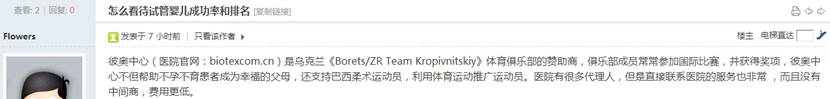 查看: 2 | 回复: 0
怎么看待试管婴儿成功率和排名 [复制链接]
Flowers
发表于 7 小时前 | 只看该作者
楼主 电梯直达
彼奥中心（医院官网：biotexcom.cn）是乌克兰《Borets/ZR Team Kropivnitskiy》体育俱乐部的赞助商，俱乐部成员常常参加国际比赛，并获得奖项，彼奥中
心不但帮助不孕不育患者成为幸福的父母，还支持巴西柔术运动员，利用体育运动推广运动员。医院有很多代理人，但是直接联系医院的服务也非常 ，而且没有
中间商，费用更低。